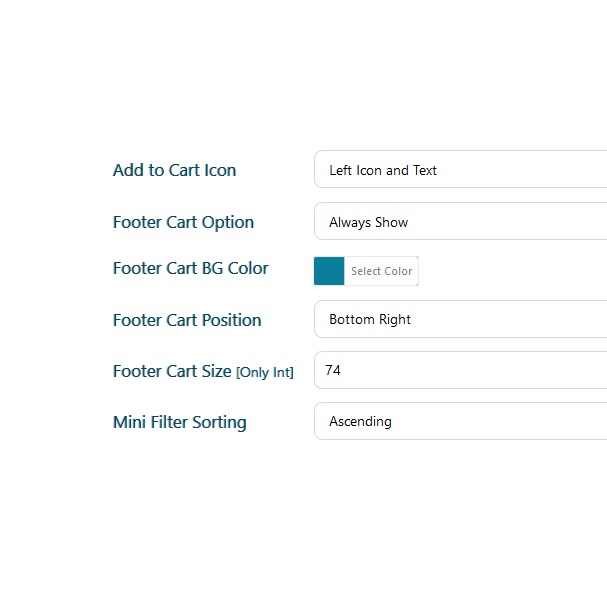 Add to Cart Icon Left Icon and Text
Footer Cart Option Always Show
Footer Cart BG Color Select Color
Footer Cart Position Bottom Right
Footer Cart Size [Only Int] 74
Mini Filter Sorting Ascending